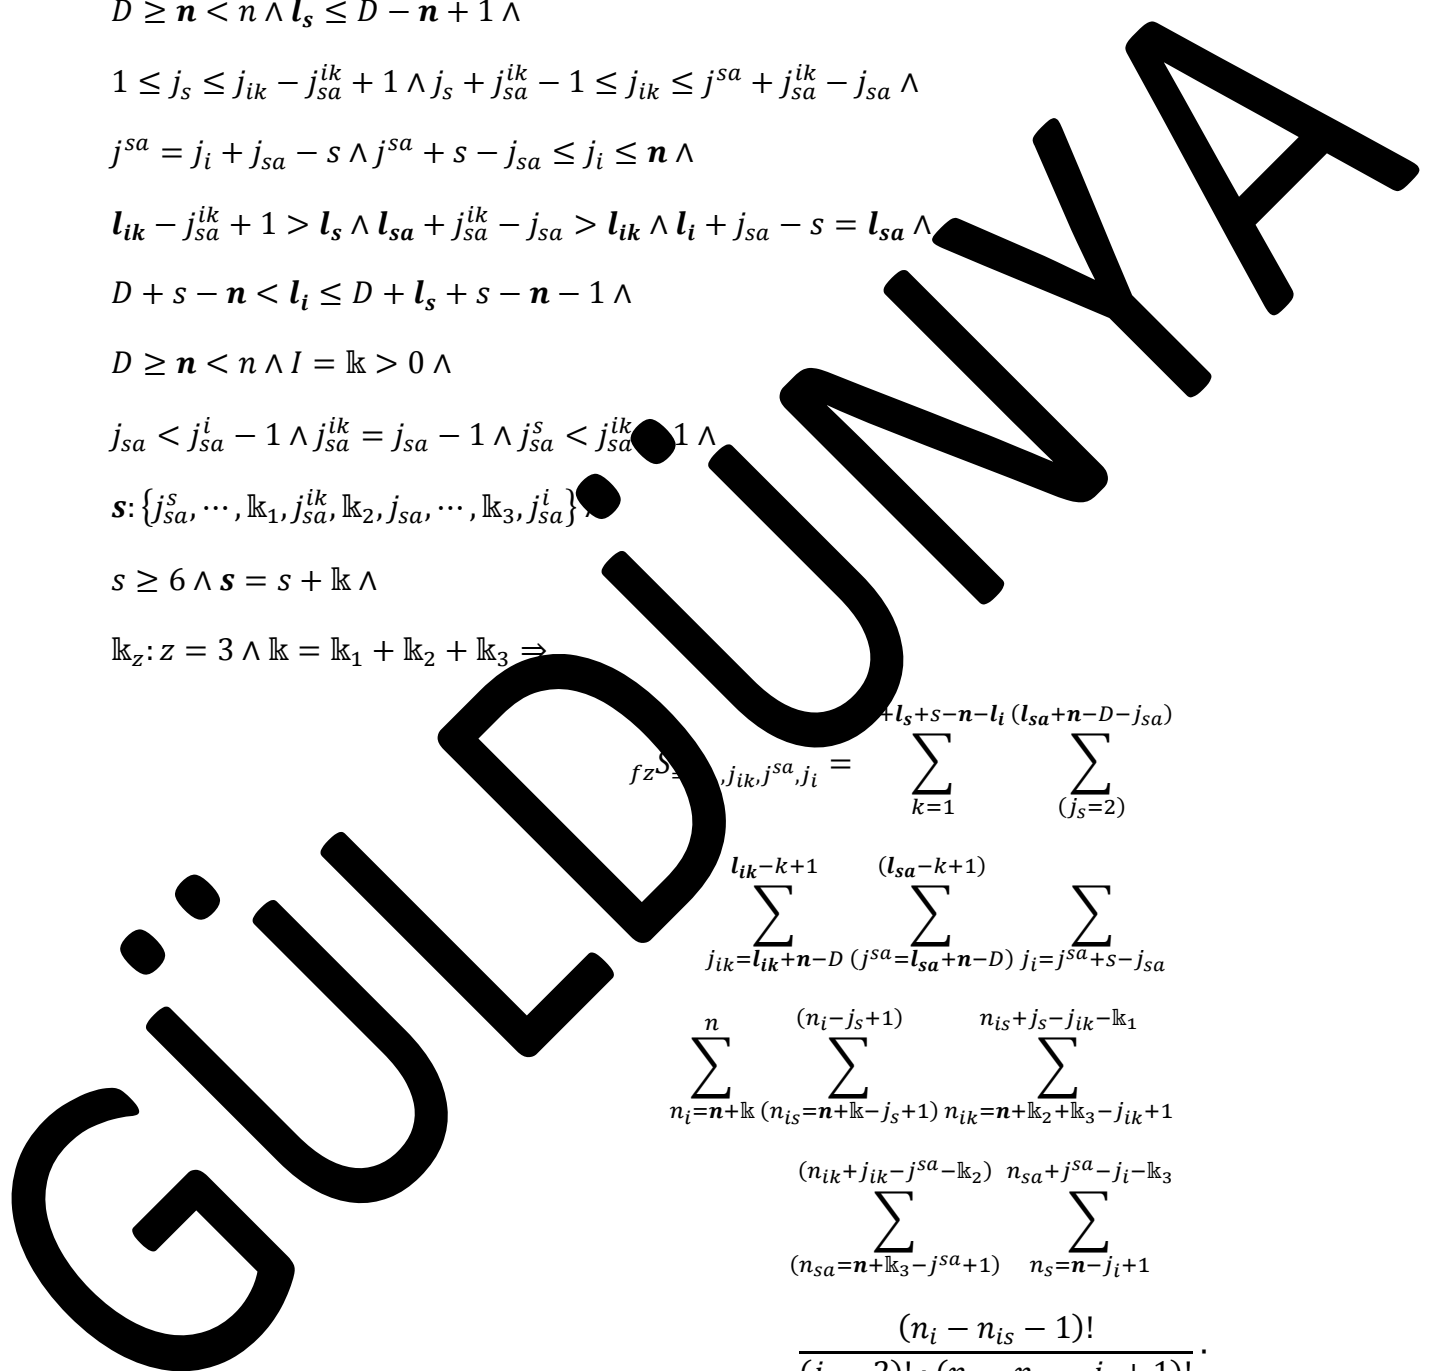 D ≥ 𝒏 < n ∧ 𝒍_𝒔 ≤ D − 𝒏 + 1 ∧
1 ≤ j_s ≤ j_{ik} − j_{sa}^{ik} + 1 ∧ j_s + j_{sa}^{ik} − 1 ≤ j_{ik} ≤ j^{sa} + j_{sa}^{ik} − j_{sa} ∧
j^{sa} = j_i + j_{sa} − s ∧ j^{sa} + s − j_{sa} ≤ j_i ≤ 𝒏 ∧
𝒍_{𝒊𝒌} − j_{sa}^{ik} + 1 > 𝒍_𝒔 ∧ 𝒍_{𝒔𝒂} + j_{sa}^{ik} − j_{sa} > 𝒍_{𝒊𝒌} ∧ 𝒍_𝒊 + j_{sa} − s = 𝒍_{𝒔𝒂} ∧
D + s − 𝒏 < 𝒍_𝒊 ≤ D + 𝒍_𝒔 + s − 𝒏 − 1 ∧
D ≥ 𝒏 < n ∧ I = 𝕜 > 0 ∧
j_{sa} < j_{sa}^{i} − 1 ∧ j_{sa}^{ik} = j_{sa} − 1 ∧ j_{sa}^{s} < j_{sa}^{ik} 1 ∧
𝒔: {j_{sa}^{s}, ⋯ , 𝕜_1, j_{sa}^{ik}, 𝕜_2, j_{sa}, ⋯ , 𝕜_3, j_{sa}^{i}}
s ≥ 6 ∧ 𝒔 = s + 𝕜 ∧
𝕜_z: z = 3 ∧ 𝕜 = 𝕜_1 + 𝕜_2 + 𝕜_3 ⇒
_{fz}S_{,j_{ik},j^{sa},j_i} = ∑_{k=1}^{+𝒍_𝒔+s−𝒏−𝒍_𝒊} ∑_{(j_s=2)}^{(𝒍_{𝒔𝒂}+𝒏−D−j_{sa})}
∑_{j_{ik}=𝒍_{𝒊𝒌}+𝒏−D}^{𝒍_{𝒊𝒌}−k+1} ∑_{(j^{sa}=𝒍_{𝒔𝒂}+𝒏−D)}^{(𝒍_{𝒔𝒂}−k+1)} ∑_{j_i=j^{sa}+s−j_{sa}}
∑_{n_i=𝒏+𝕜}^{n} ∑_{(n_{is}=𝒏+𝕜−j_s+1)}^{(n_i−j_s+1)} ∑_{n_{ik}=𝒏+𝕜_2+𝕜_3−j_{ik}+1}^{n_{is}+j_s−j_{ik}−𝕜_1}
∑_{(n_{sa}=𝒏+𝕜_3−j^{sa}+1)}^{(n_{ik}+j_{ik}−j^{sa}−𝕜_2)} ∑_{n_s=𝒏−j_i+1}^{n_{sa}+j^{sa}−j_i−𝕜_3}
(n_i − n_{is} − 1)!
GÜLDÜNYA